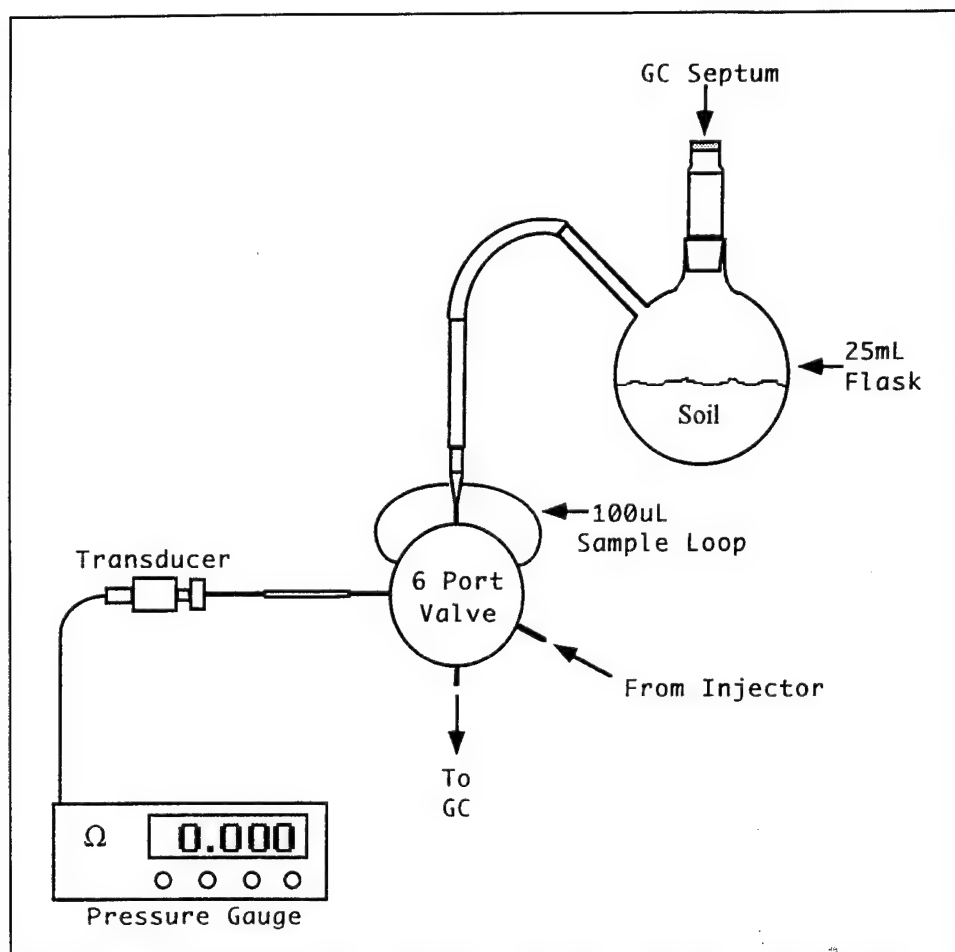 GC Septum
25mL
Flask
Soil
100uL
Sample Loop
Transducer
6 Port
Valve
From Injector
To
GC
Ω
0.000
Pressure Gauge